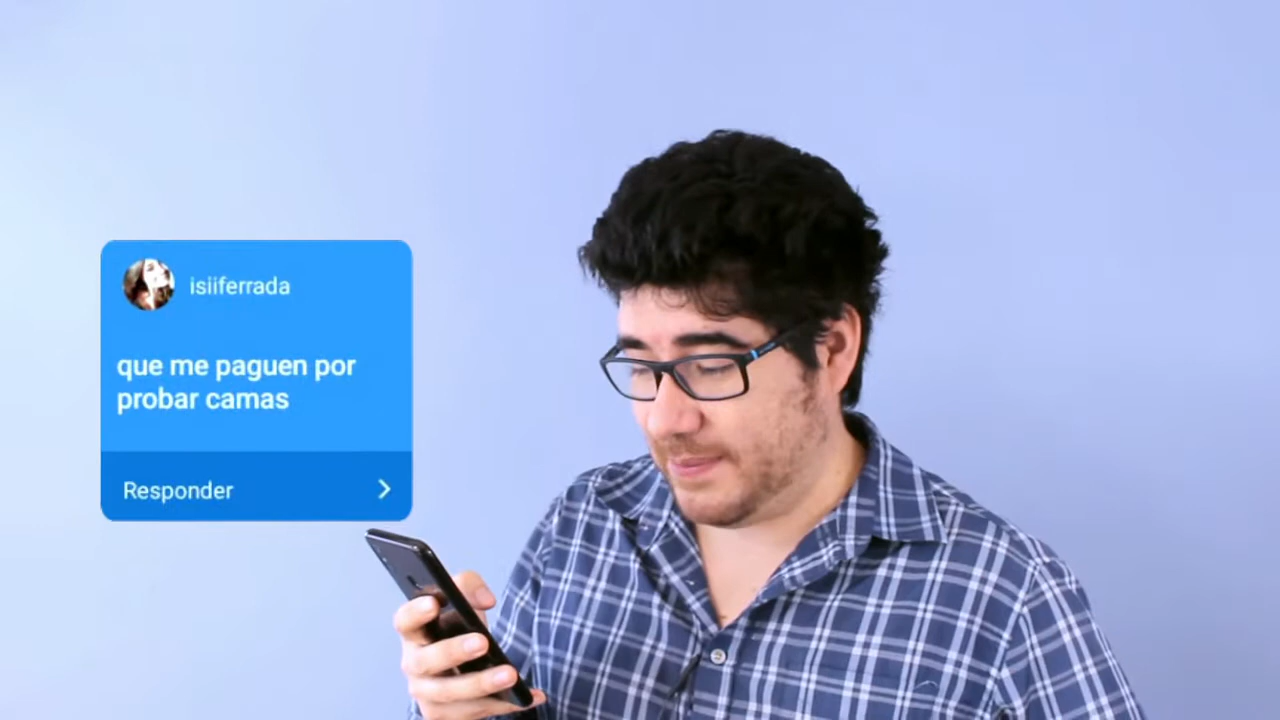 isiiferrada
que me paguen por
probar camas
Responder